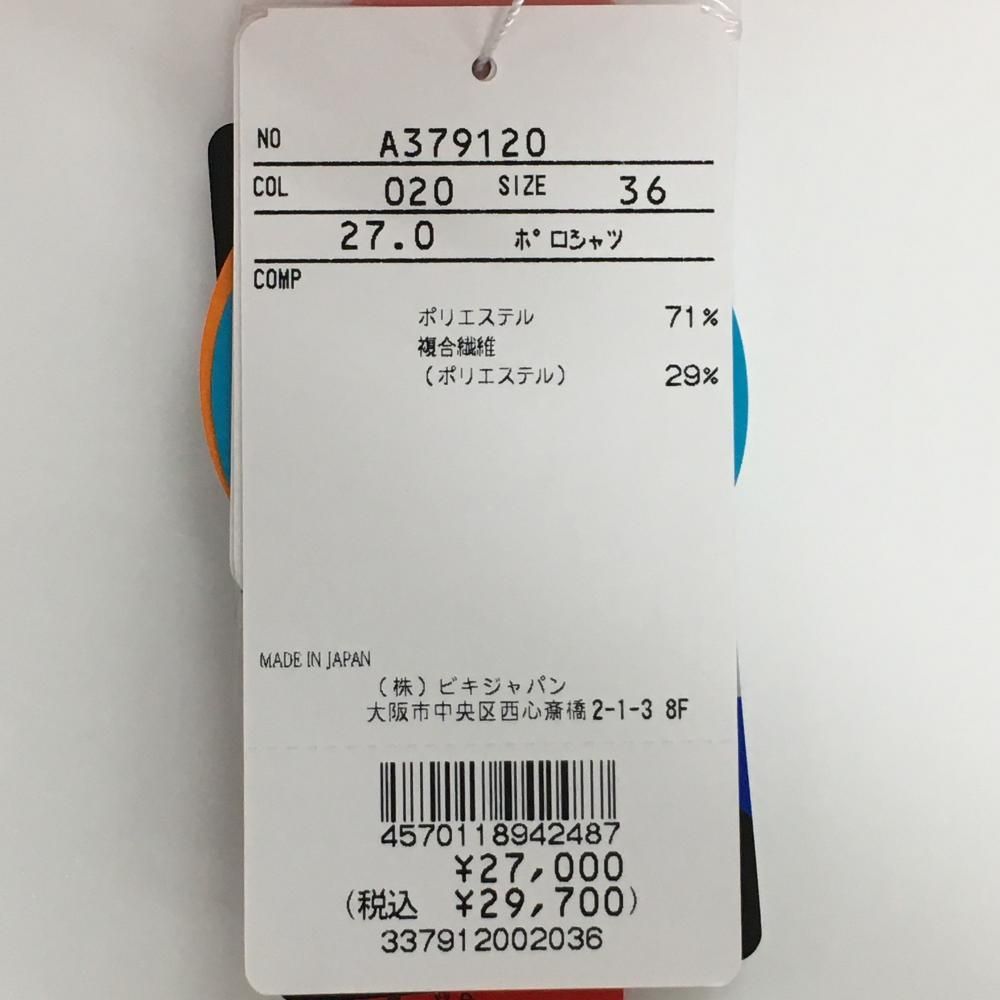 NO A379120
COL 020 SIZE 36
27.0 ポロシャツ
COMP
ポリエステル 71%
複合繊維
(ポリエステル) 29%
MADE IN JAPAN
(株)ビキジャパン
大阪市中央区西心斎橋2-1-3 8F
4570118942487
¥27,000
(税込 ¥29,700)
337912002036